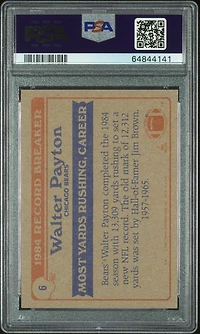 PSA
64844141
6
1984 RECORD BREAKER
Walter Payton
CHICAGO BEARS
MOST YARDS RUSHING, CAREER
Bears' Walter Payton completed the 1984
season with 13,309 yards rushing to set a
new NFL record. The old mark of 12,312
yards was set by Hall-of-Famer Jim Brown,
1957-1965.